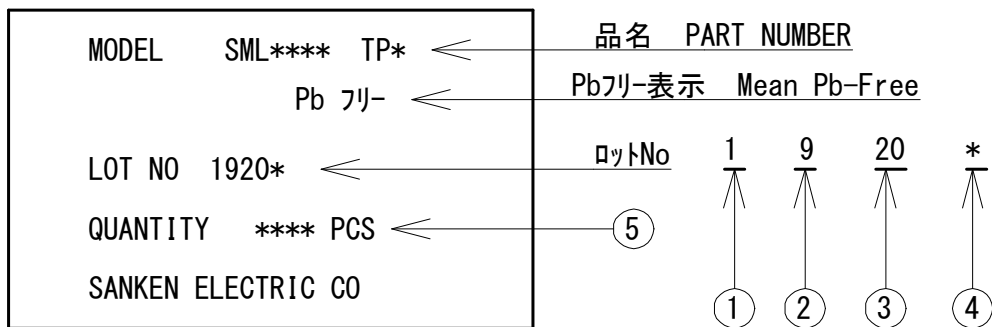 MODEL SML**** TP*
品名 PART NUMBER
Pb フリー
Pbフリー表示 Mean Pb-Free
LOT NO 1920*
ロットNo 1 9 20 *
QUANTITY **** PCS
⑤
SANKEN ELECTRIC CO
① ② ③ ④